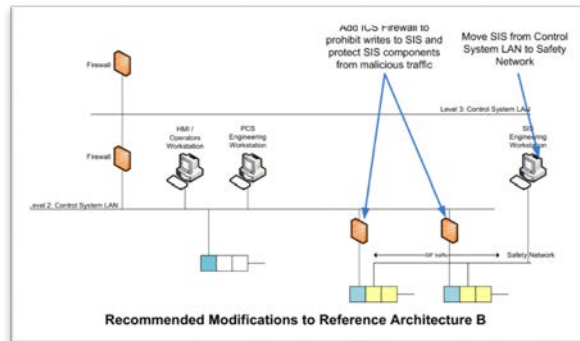 Add ICS Firewall to
prohibit writes to SIS and
protect SIS components
from malicious traffic
Move SIS from Control
System LAN to Safety
Network
Firewall
Level 3: Control System LAN
HMI /
Operators
Workstation
PCS
Engineering
Workstation
SIS
Engineering
Workstation
Firewall
Level 2: Control System LAN
SIF traffic
Safety Network
Recommended Modifications to Reference Architecture B